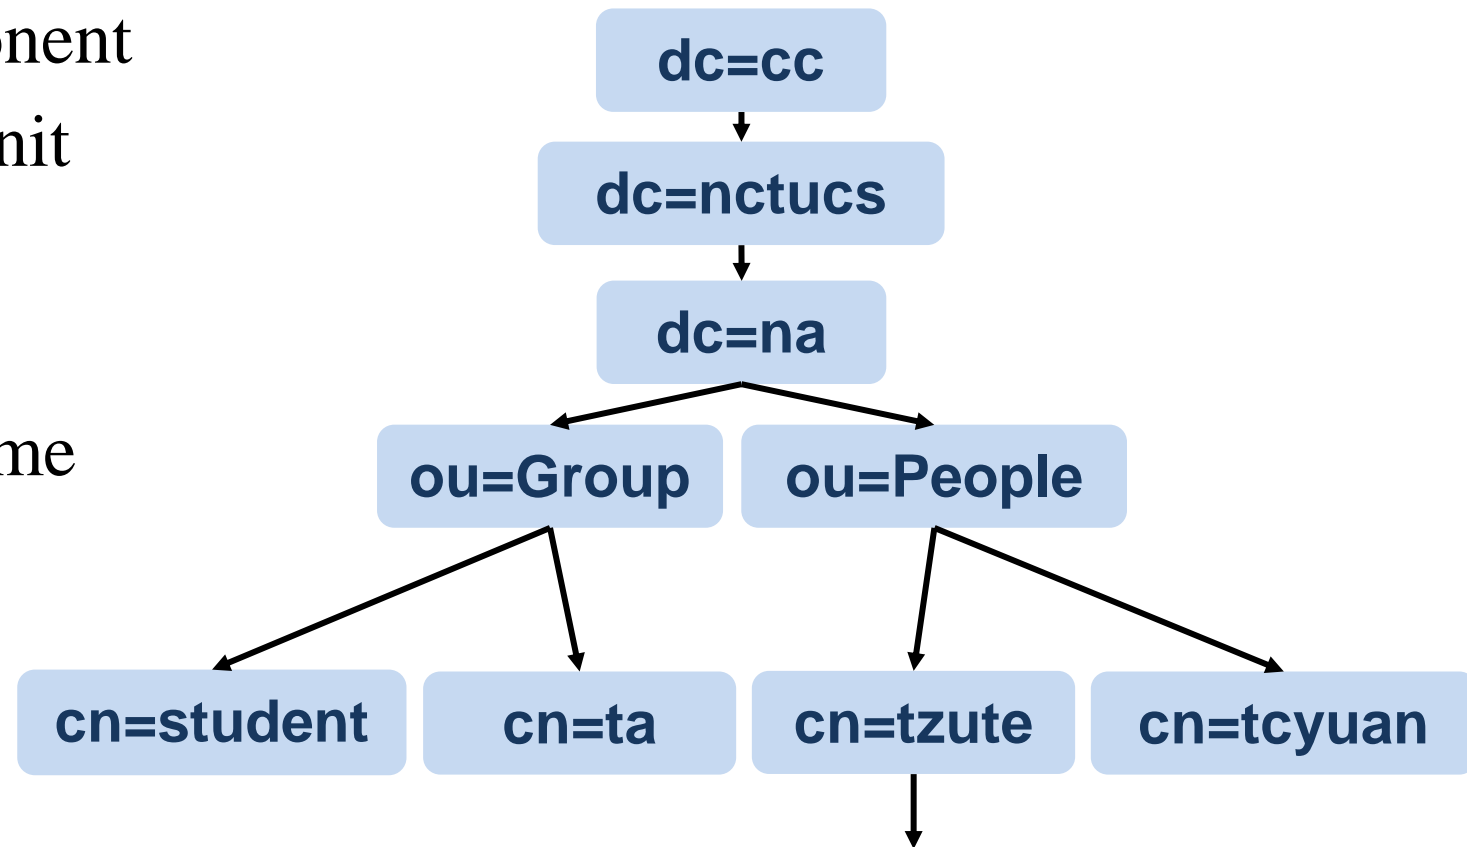 onent
nit
me
dc=cc
dc=nctucs
dc=na
ou=Group
ou=People
cn=student
cn=ta
cn=tzute
cn=tcyuan